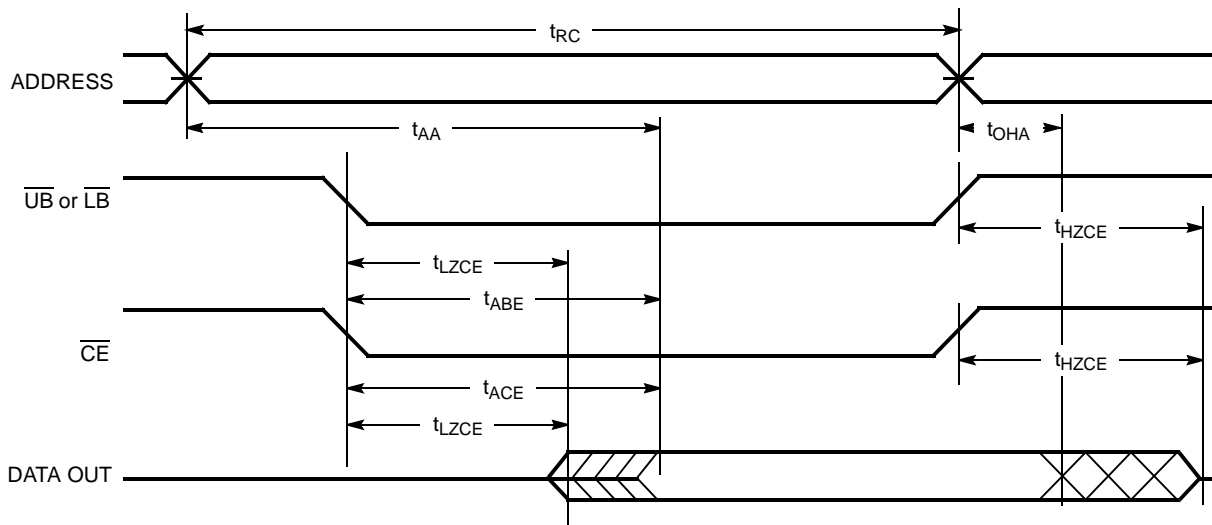 tRC
ADDRESS
tAA
tOHA
UB or LB
tHZCE
tLZCE
tABE
CE
tHZCE
tACE
tLZCE
DATA OUT